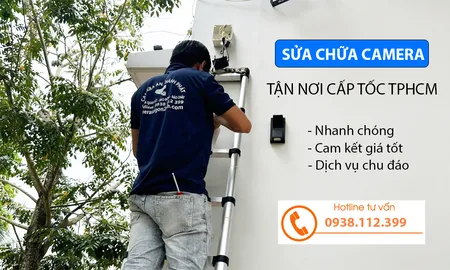 SỬA CHỮA CAMERA
TẬN NƠI CẤP TỐC TPHCM
- Nhanh chóng
- Cam kết giá tốt
- Dịch vụ chu đáo
Hotline tư vấn
0938.112.399